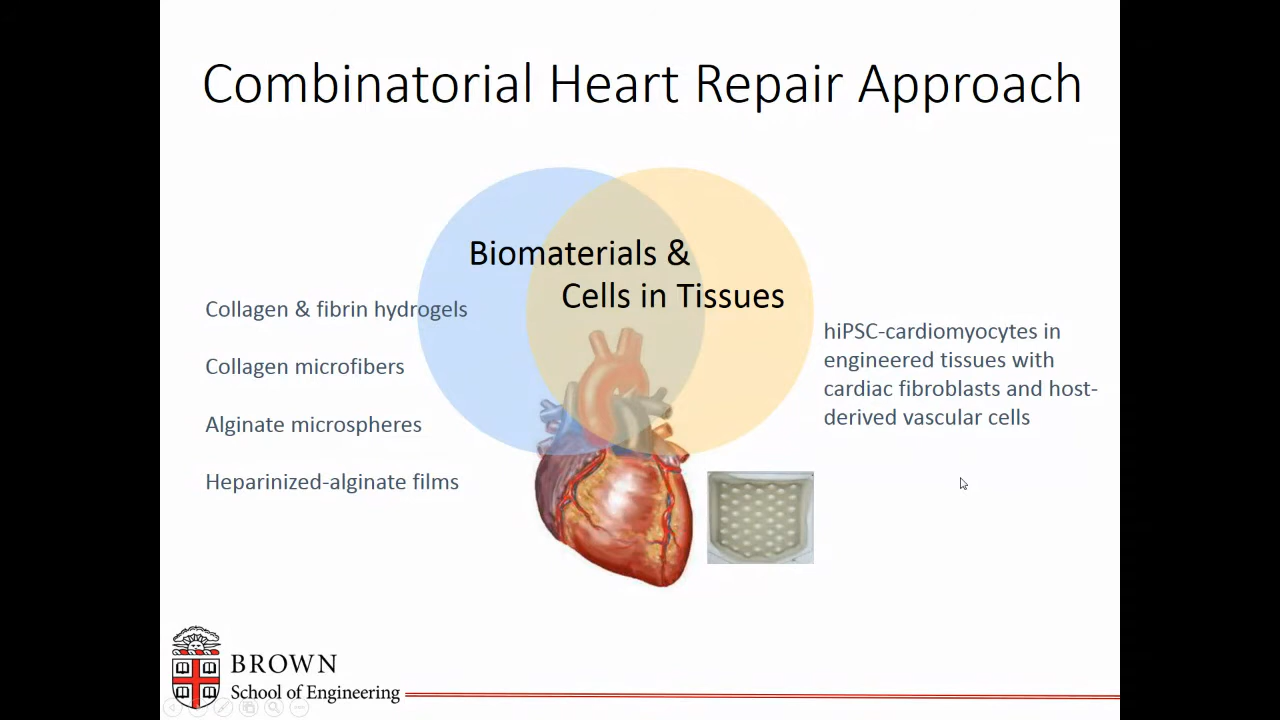 Combinatorial Heart Repair Approach
Biomaterials &
Cells in Tissues
Collagen & fibrin hydrogels
Collagen microfibers
Alginate microspheres
Heparinized-alginate films
hiPSC-cardiomyocytes in
engineered tissues with
cardiac fibroblasts and host-
derived vascular cells
BROWN
School of Engineering